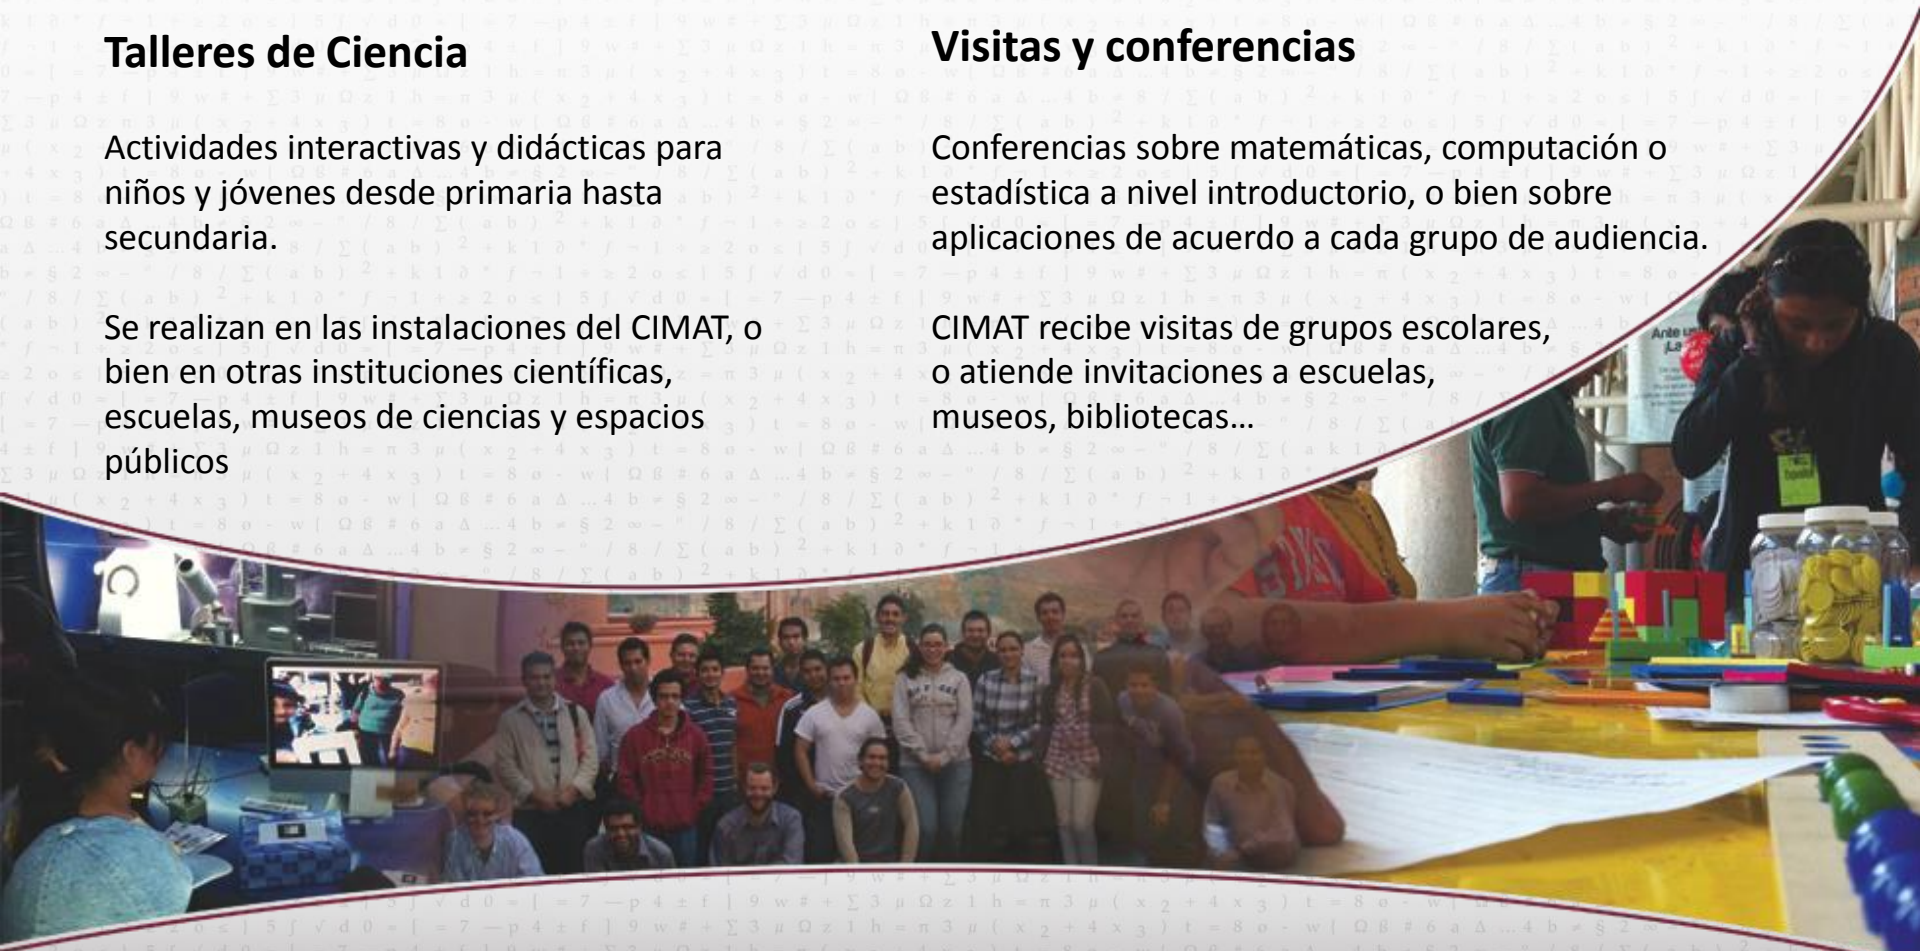 Talleres de Ciencia
Actividades interactivas y didácticas para
niños y jóvenes desde primaria hasta
secundaria.
Se realizan en las instalaciones del CIMAT, o
bien en otras instituciones científicas,
escuelas, museos de ciencias y espacios
públicos
Visitas y conferencias
Conferencias sobre matemáticas, computación o
estadística a nivel introductorio, o bien sobre
aplicaciones de acuerdo a cada grupo de audiencia.
CIMAT recibe visitas de grupos escolares,
o atiende invitaciones a escuelas,
museos, bibliotecas...
Ante